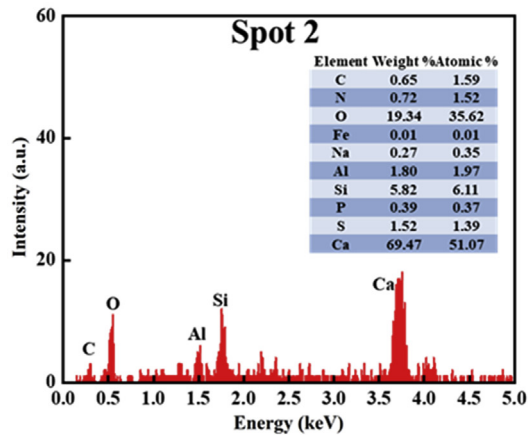 Spot 2
60
40
20
0
Intensity (a.u.)
Element Weight % Atomic %
C 0.65 1.59
N 0.72 1.52
O 19.34 35.62
Fe 0.01 0.01
Na 0.27 0.35
Al 1.80 1.97
Si 5.82 6.11
P 0.39 0.37
S 1.52 1.39
Ca 69.47 51.07
C
O
Al
Si
Ca
0.0 0.5 1.0 1.5 2.0 2.5 3.0 3.5 4.0 4.5 5.0
Energy (keV)